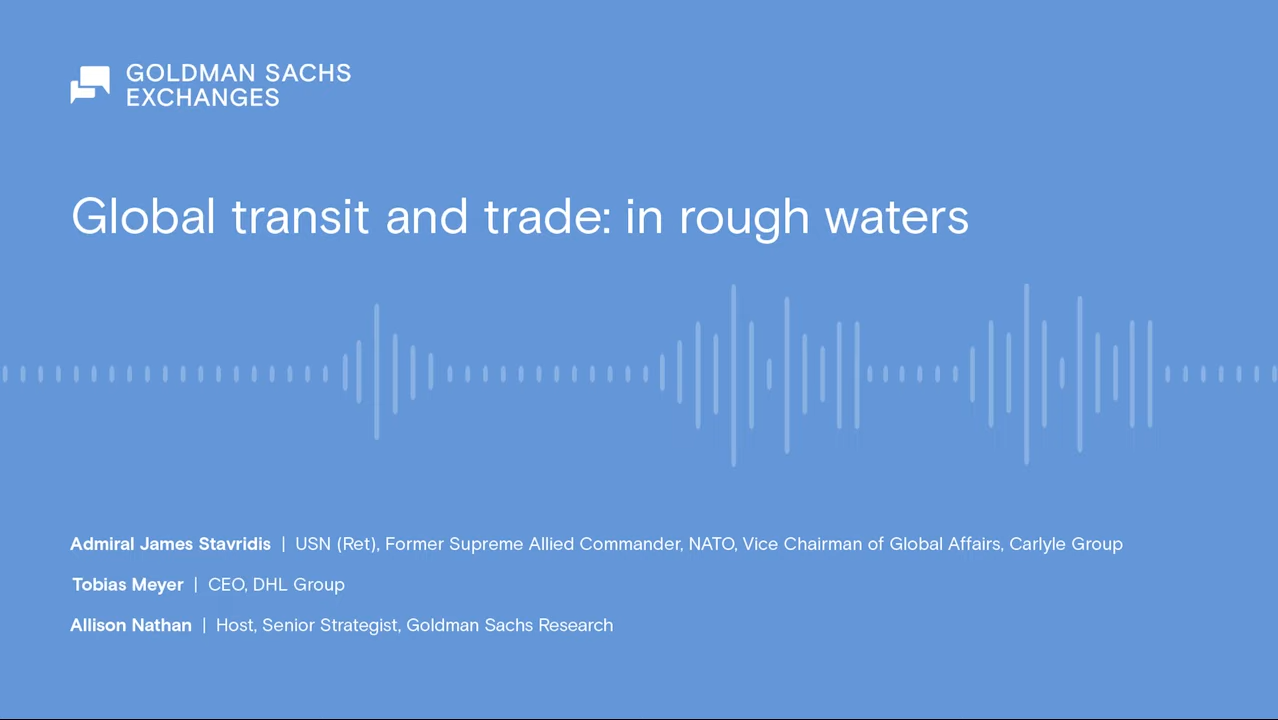 GOLDMAN SACHS
EXCHANGES
Global transit and trade: in rough waters
Admiral James Stavridis | USN (Ret), Former Supreme Allied Commander, NATO, Vice Chairman of Global Affairs, Carlyle Group
Tobias Meyer | CEO, DHL Group
Allison Nathan | Host, Senior Strategist, Goldman Sachs Research